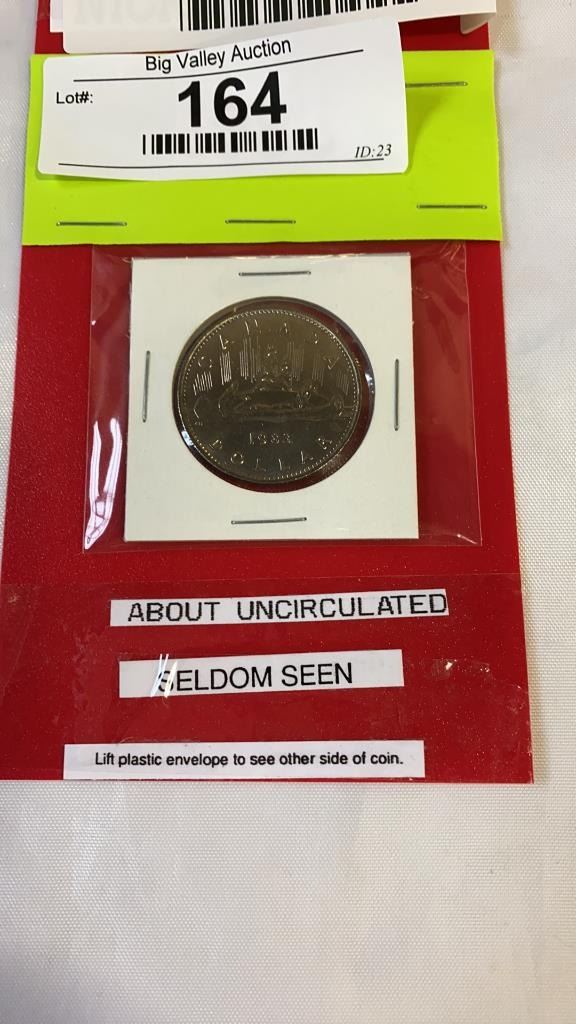 Big Valley Auction
Lot#:
164
ID:23
CANADA
1983
DOLLAR
ABOUT UNCIRCULATED
SELDOM SEEN
Lift plastic envelope to see other side of coin.